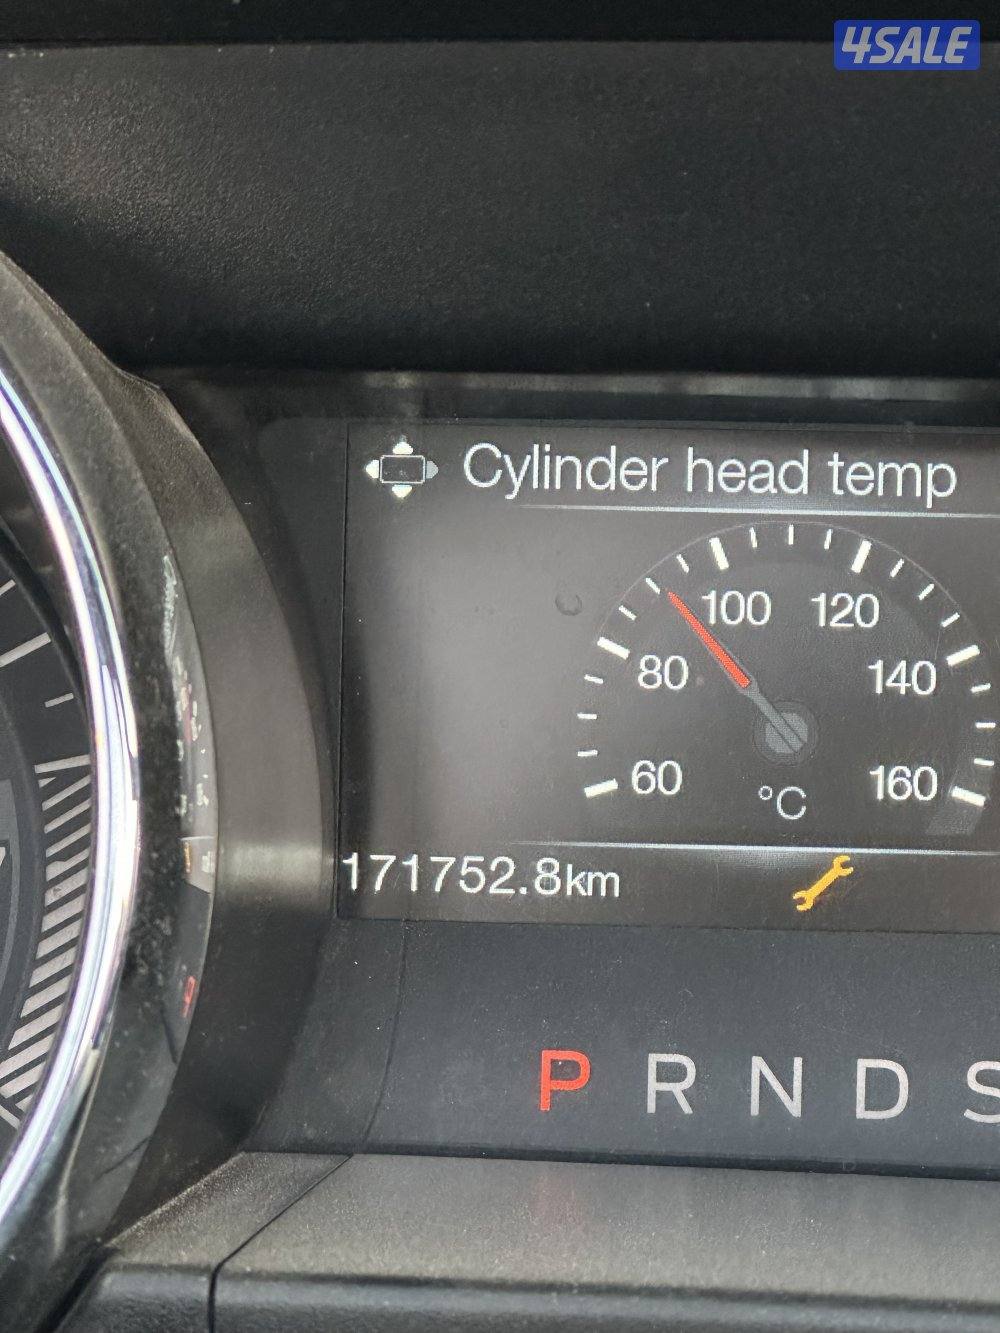 4SALE
Cylinder head temp
100 120
80 140
60 160
°C
171752.8km
P R N D S